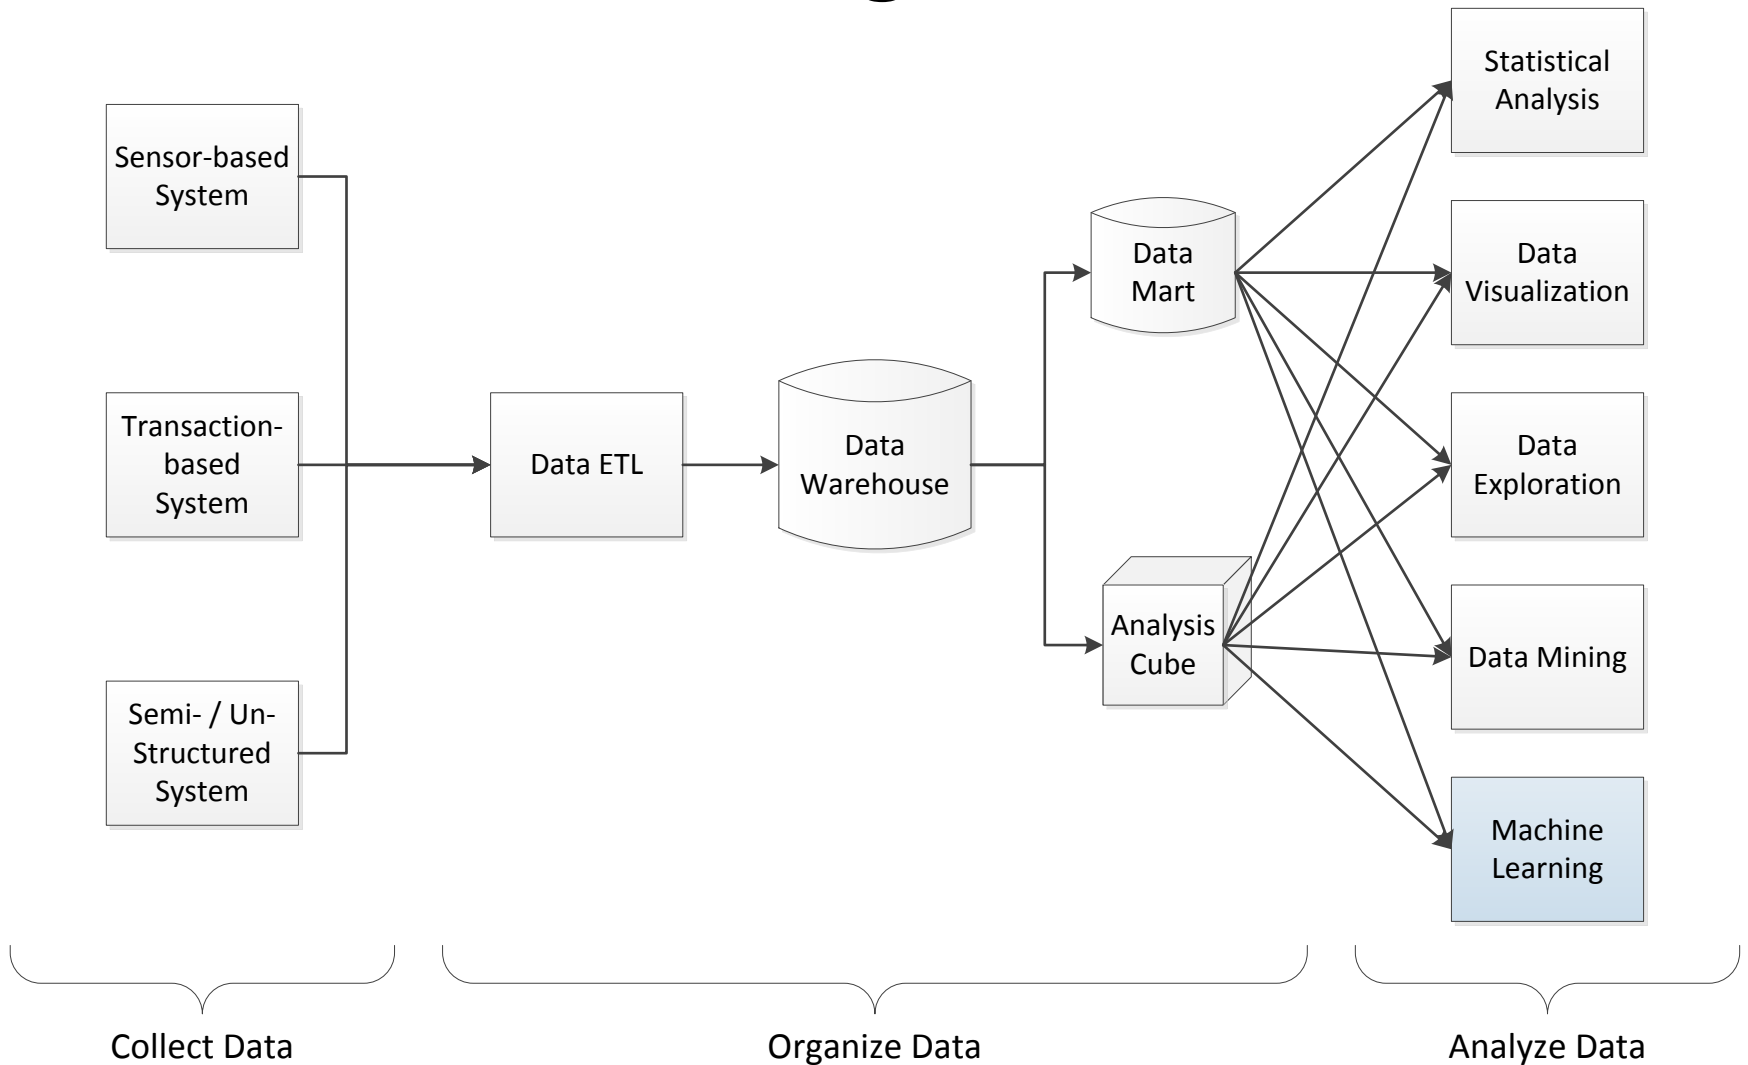 Sensor-based
System
Transaction-
based
System
Semi- / Un-
Structured
System
Data ETL
Data
Warehouse
Data
Mart
Analysis
Cube
Statistical
Analysis
Data
Visualization
Data
Exploration
Data Mining
Machine
Learning
Collect Data
Organize Data
Analyze Data